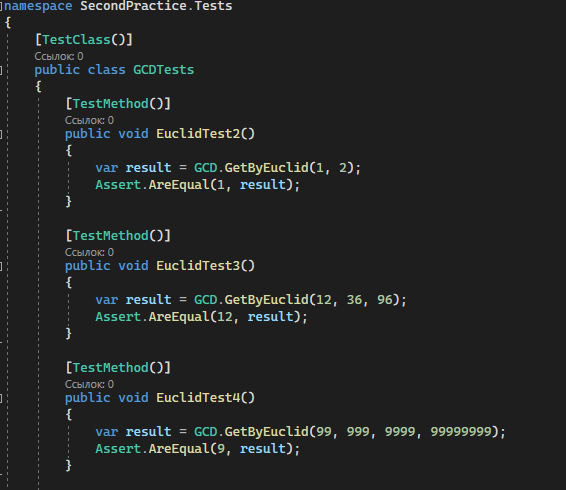 namespace SecondPractice.Tests
{
[TestClass()]
Ссылок: 0
public class GCDTests
{
[TestMethod()]
Ссылок: 0
public void EuclidTest2()
{
var result = GCD.GetByEuclid(1, 2);
Assert.AreEqual(1, result);
}
[TestMethod()]
Ссылок: 0
public void EuclidTest3()
{
var result = GCD.GetByEuclid(12, 36, 96);
Assert.AreEqual(12, result);
}
[TestMethod()]
Ссылок: 0
public void EuclidTest4()
{
var result = GCD.GetByEuclid(99, 999, 9999, 99999999);
Assert.AreEqual(9, result);
}